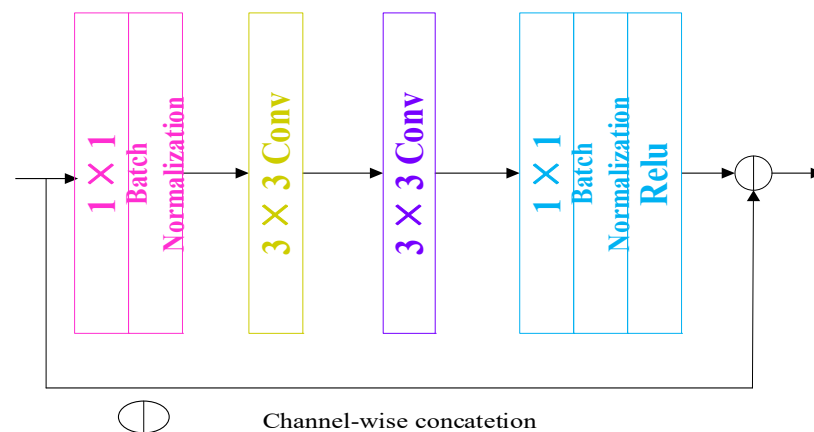 1 × 1
Batch
Normalization
3 × 3 Conv
3 × 3 Conv
1 × 1
Batch
Normalization
Relu
Channel-wise concatetion